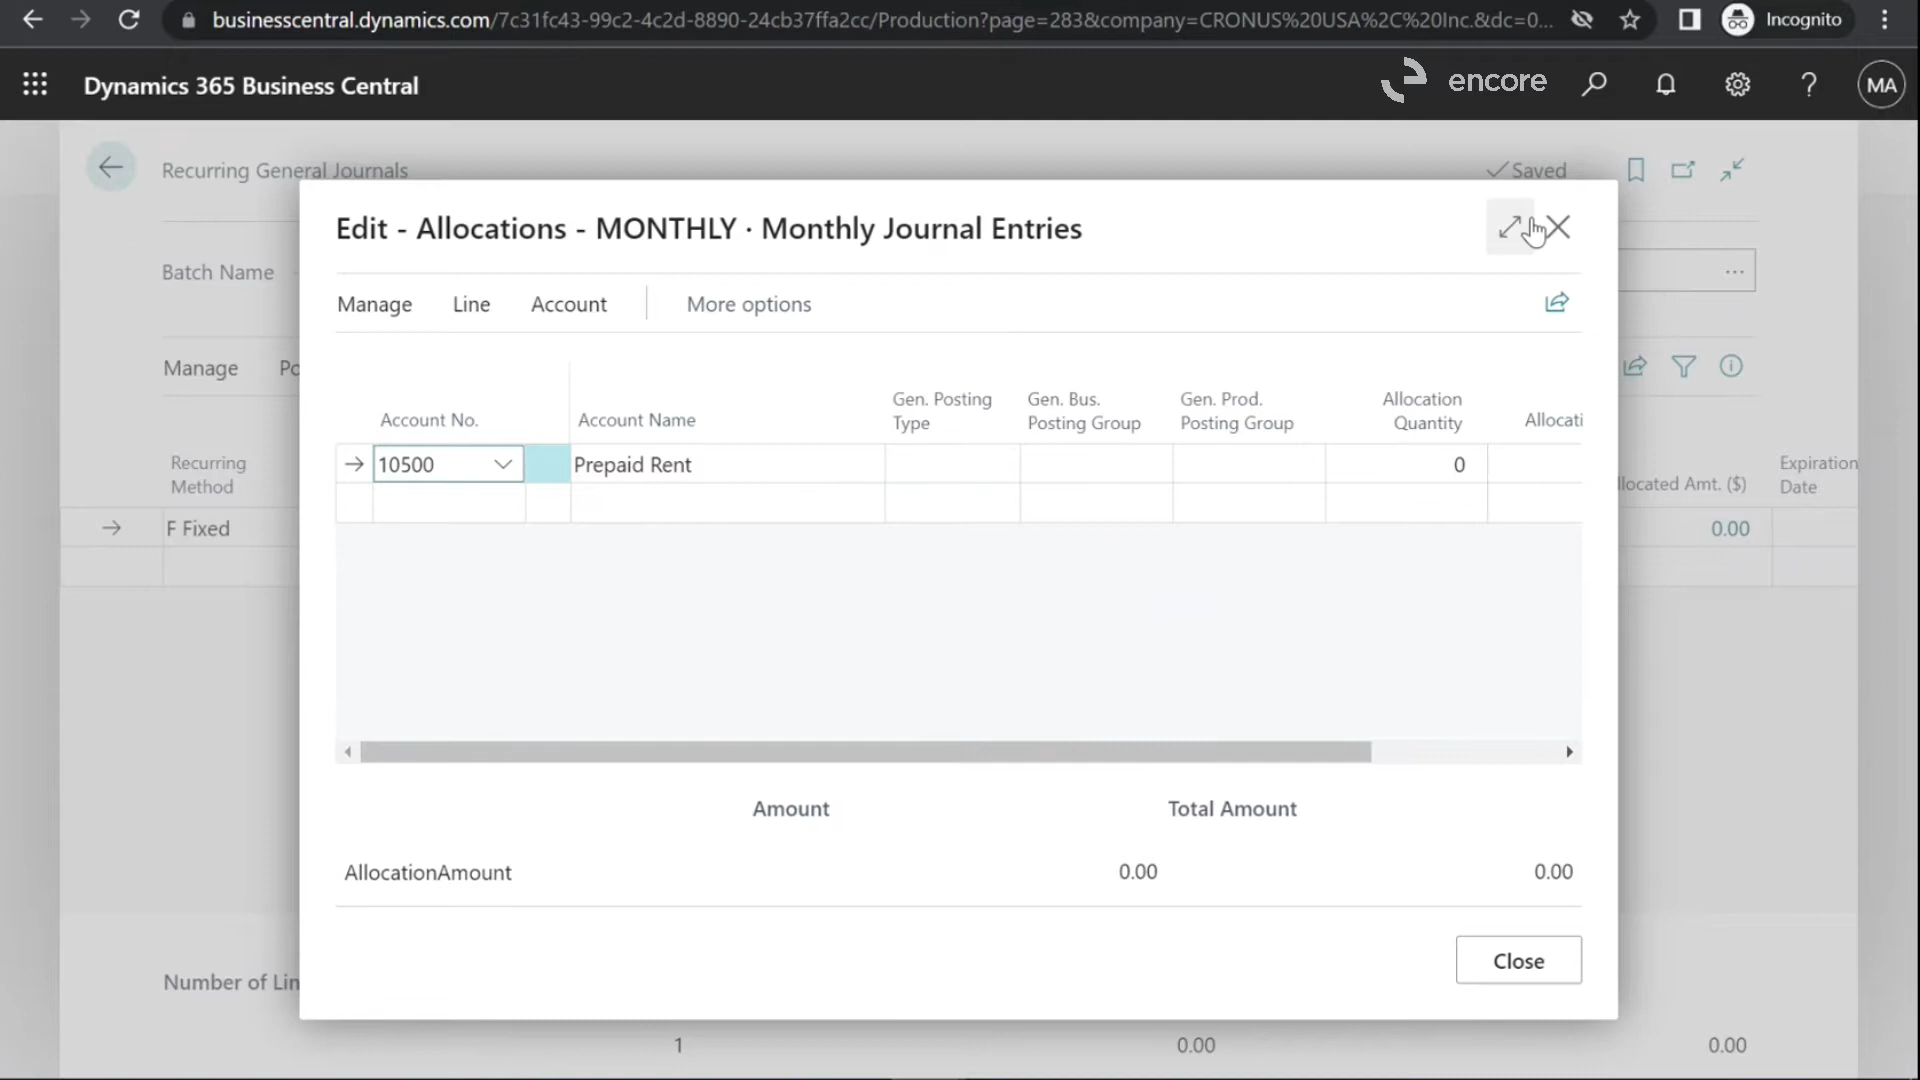 businesscentral.dynamics.com/7c31fc43-99c2-4c2d-8890-24cb37ffa2cc/Production?page=283&company=CRONUS%20USA%2C%20Inc.&dc=0...
Incognito
Dynamics 365 Business Central
encore
?
MA
Recurring General Journals
Saved
Edit - Allocations - MONTHLY · Monthly Journal Entries
Batch Name
...
Manage Line Account More options
Manage Po
Account No. Account Name Gen. Posting Type Gen. Bus. Posting Group Gen. Prod. Posting Group Allocation Quantity Allocati
10500 Prepaid Rent 0
Recurring Method
llocated Amt. ($)
Expiration Date
F Fixed
0.00
Amount Total Amount
AllocationAmount 0.00 0.00
Close
Number of Lin
1 0.00 0.00